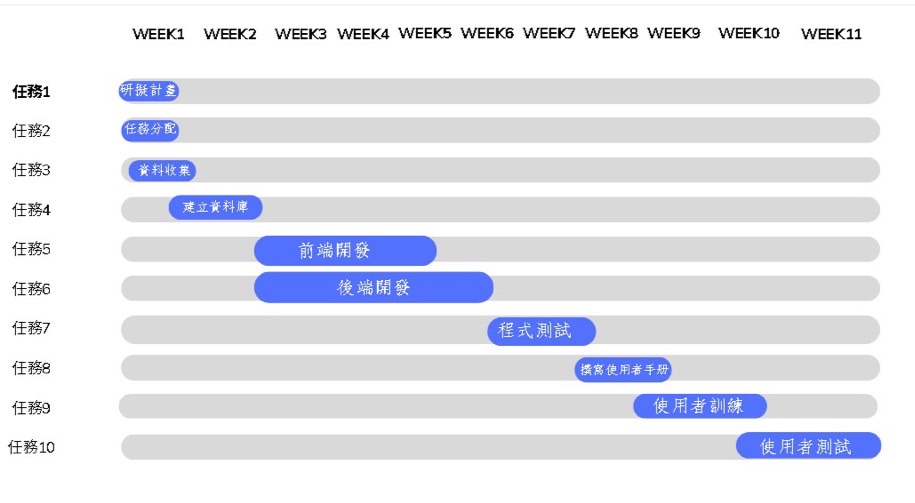 WEEK1 WEEK2 WEEK3 WEEK4 WEEK5 WEEK6 WEEK7 WEEK8 WEEK9 WEEK10 WEEK11
任務1 研擬計畫
任務2 任務分配
任務3 資料收集
任務4 建立資料庫
任務5 前端開發
任務6 後端開發
任務7 程式測試
任務8 撰寫使用者手册
任務9 使用者訓練
任務10 使用者測試